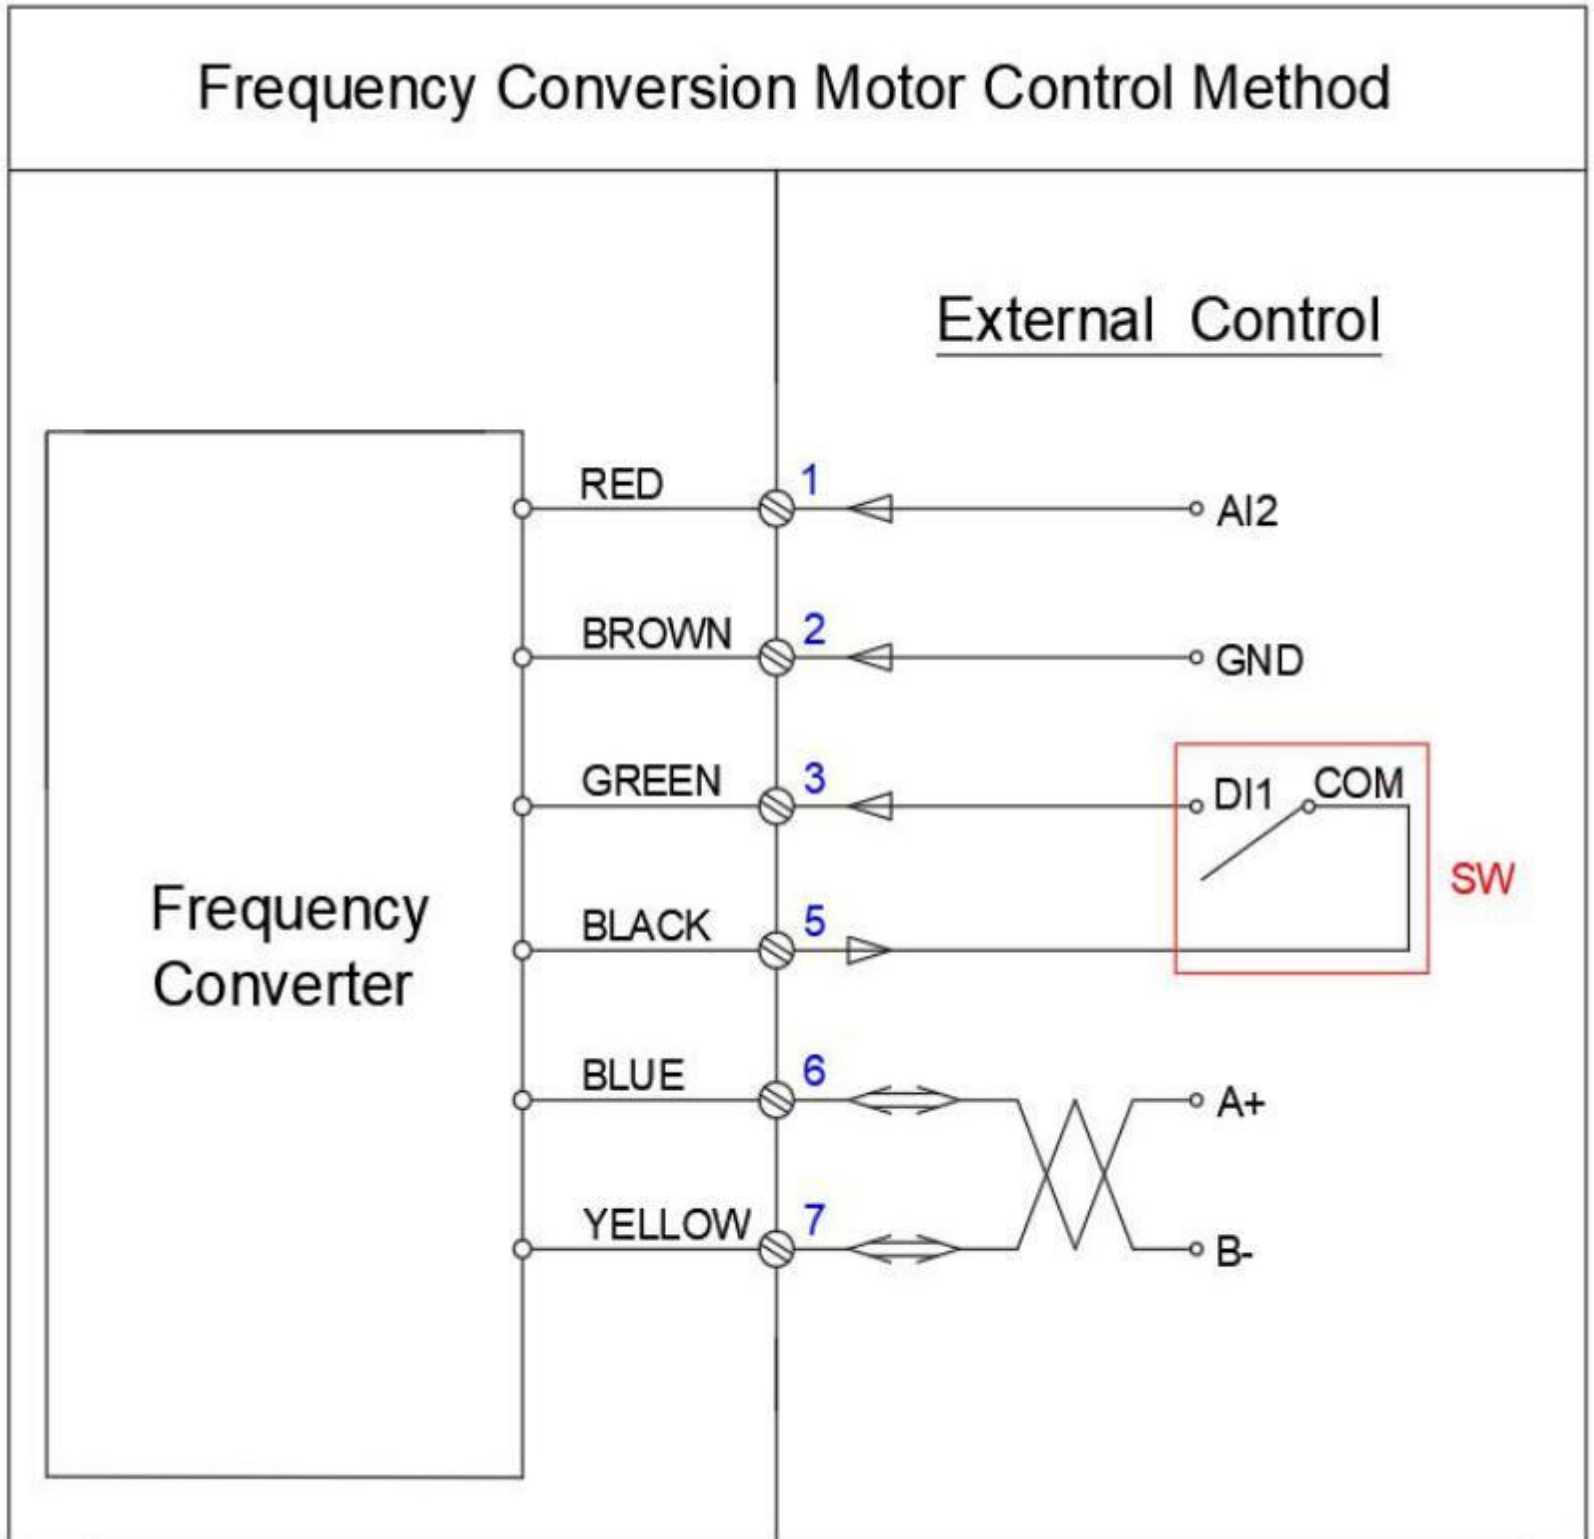 Frequency Conversion Motor Control Method
External Control
RED 1 AI2
BROWN 2 GND
GREEN 3 DI1 COM
SW
BLACK 5
Frequency
Converter
BLUE 6 A+
YELLOW 7 B-